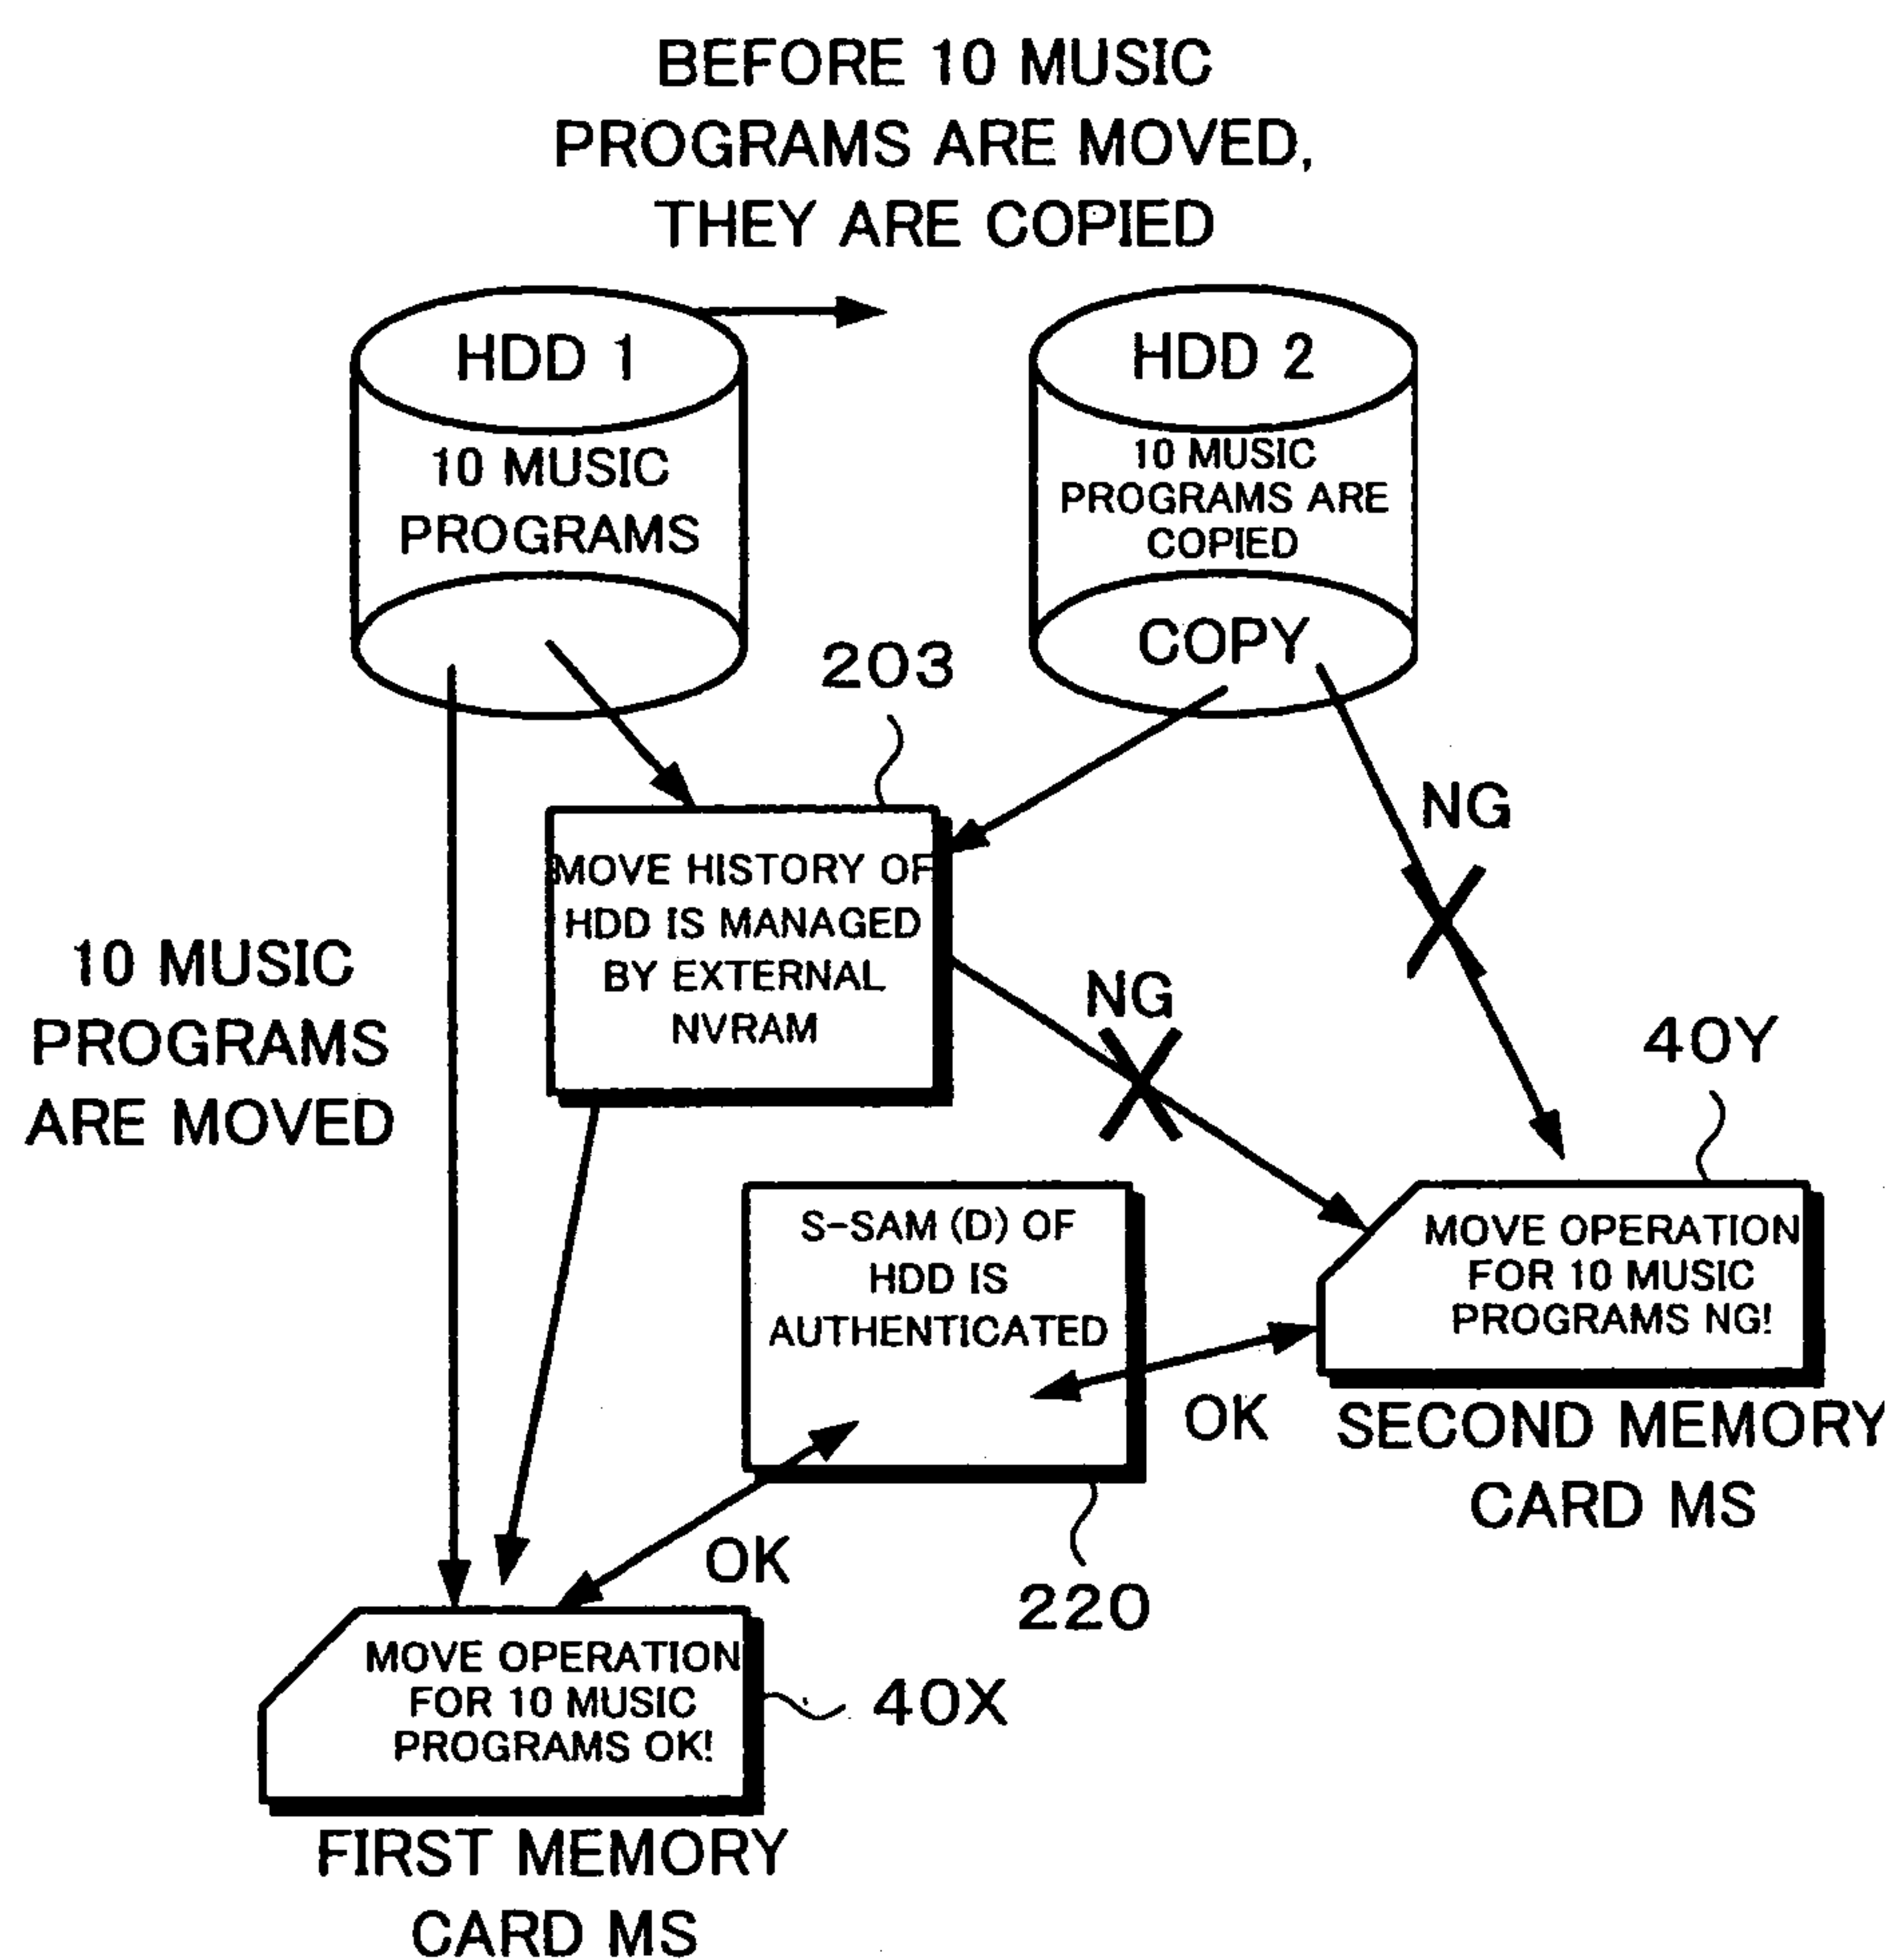 BEFORE 10 MUSIC
PROGRAMS ARE MOVED,
THEY ARE COPIED
HDD 1
10 MUSIC
PROGRAMS
HDD 2
10 MUSIC
PROGRAMS ARE
COPIED
COPY
203
NG
MOVE HISTORY OF
HDD IS MANAGED
BY EXTERNAL
NVRAM
10 MUSIC
PROGRAMS
ARE MOVED
NG
40Y
S-SAM (D) OF
HDD IS
AUTHENTICATED
MOVE OPERATION
FOR 10 MUSIC
PROGRAMS NG!
OK
SECOND MEMORY
CARD MS
OK
220
MOVE OPERATION
FOR 10 MUSIC
PROGRAMS OK!
40X
FIRST MEMORY
CARD MS